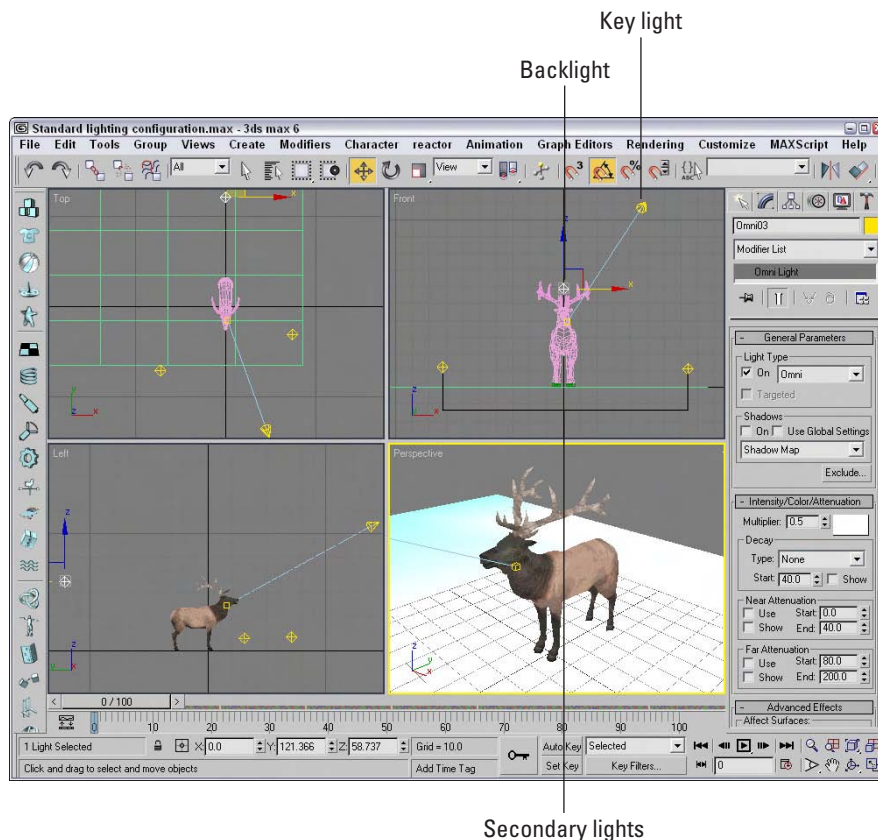 Key light
Backlight
Standard lighting configuration.max - 3ds max 6
File Edit Tools Group Views Create Modifiers Character reactor Animation Graph Editors Rendering Customize MAXScript Help
All
View
3
%
ABC
Top
Front
x
z
x
y
z
x
z
x
Omni03
Modifier List
Omni Light
- General Parameters
Light Type
On Omni
Targeted
Shadows
On Use Global Settings
Shadow Map
Exclude...
- Intensity/Color/Attenuation
Multiplier: 0.5
Decay
Type: None
Start: 40.0 Show
Near Attenuation
Use Start: 0.0
Show End: 40.0
Far Attenuation
Use Start: 80.0
Show End: 200.0
- Advanced Effects
Affect Surfaces:
Left
Perspective
z
z
y
x
z
y
x
< 0 / 100 >
0 10 20 30 40 50 60 70 80 90 100
1 Light Selected X: 0.0 Y: 121.366 Z: 58.737 Grid = 10.0 Auto Key Selected
Click and drag to select and move objects Add Time Tag Set Key Key Filters... 0
Secondary lights